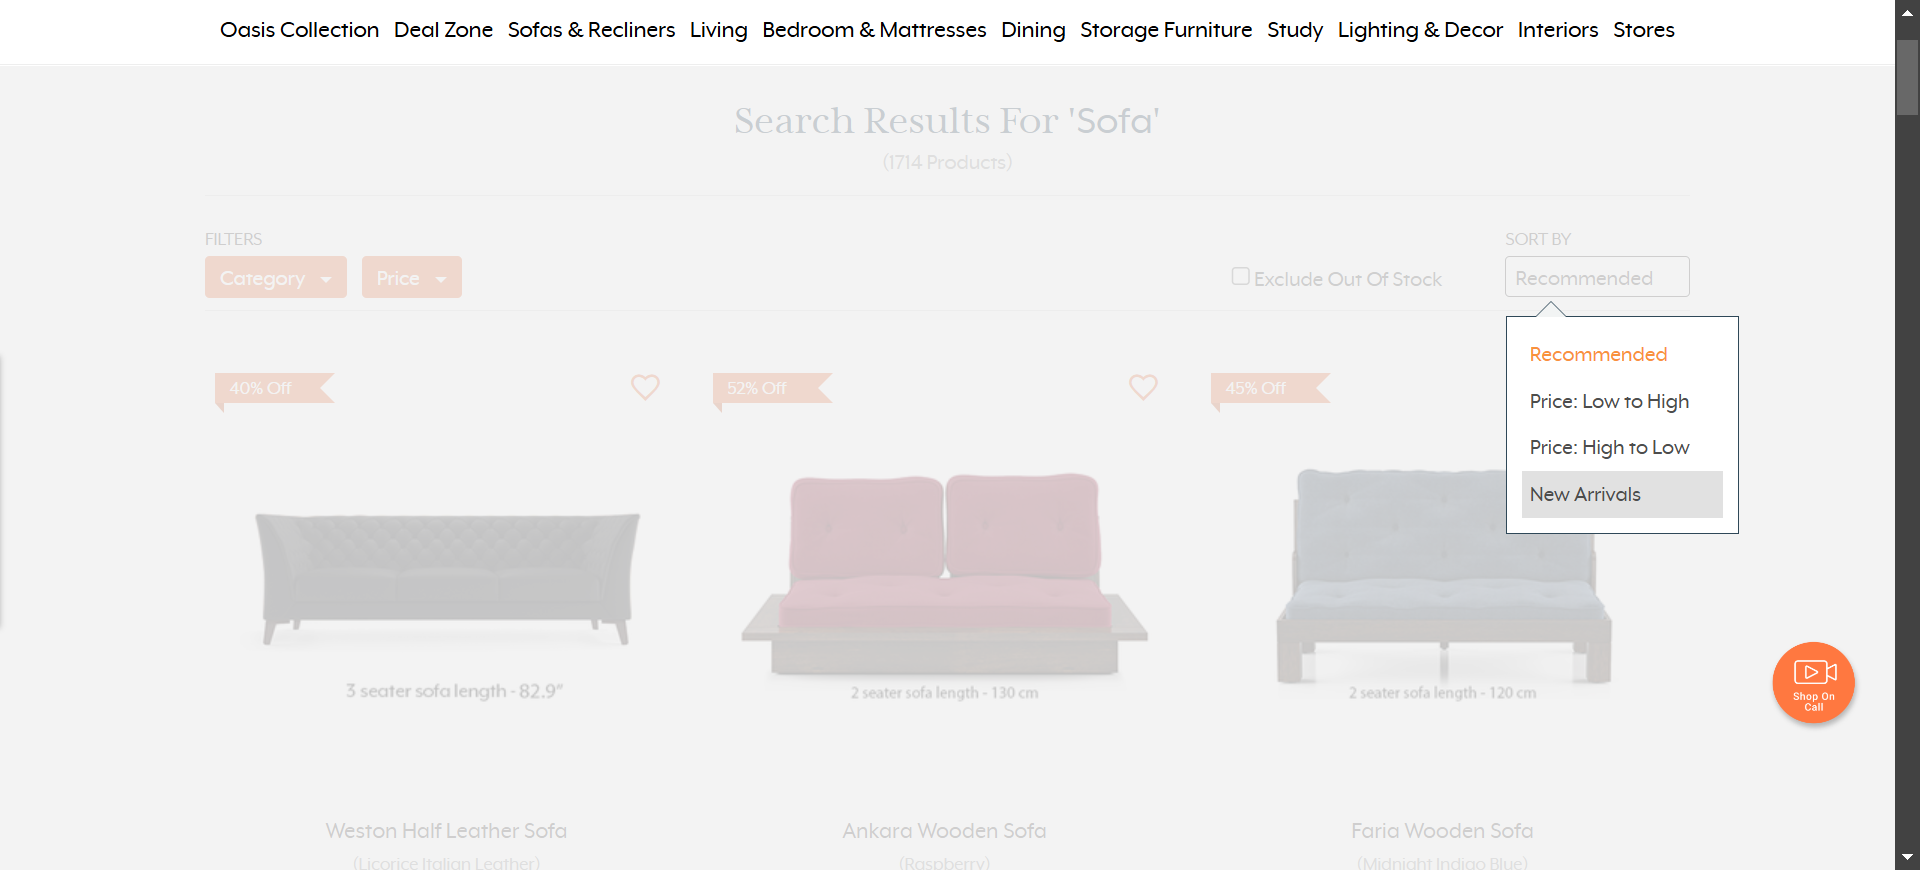 Oasis Collection Deal Zone Sofas & Recliners Living Bedroom & Mattresses Dining Storage Furniture Study Lighting & Decor Interiors Stores
Search Results For 'Sofa'
(1714 Products)
FILTERS
SORT BY
Category Price
Exclude Out Of Stock
Recommended
Recommended
Price: Low to High
Price: High to Low
New Arrivals
40% Off
52% Off
45% Off
3 seater sofa length - 82.9"
2 seater sofa length - 130 cm
2 seater sofa length - 120 cm
Shop On
Call
Weston Half Leather Sofa
(Licorice Italian Leather)
Ankara Wooden Sofa
(Raspberry)
Faria Wooden Sofa
(Midnight Indigo Blue)